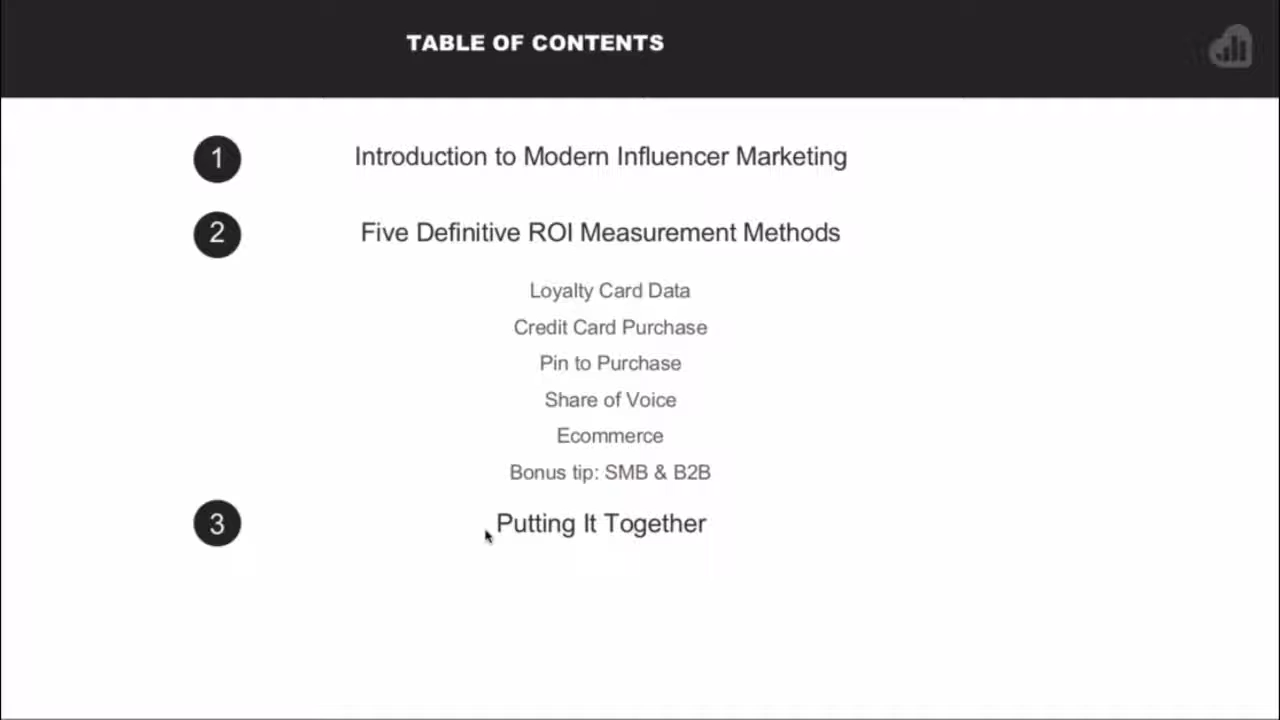 TABLE OF CONTENTS
1 Introduction to Modern Influencer Marketing
2 Five Definitive ROI Measurement Methods
Loyalty Card Data
Credit Card Purchase
Pin to Purchase
Share of Voice
Ecommerce
Bonus tip: SMB & B2B
3 Putting It Together